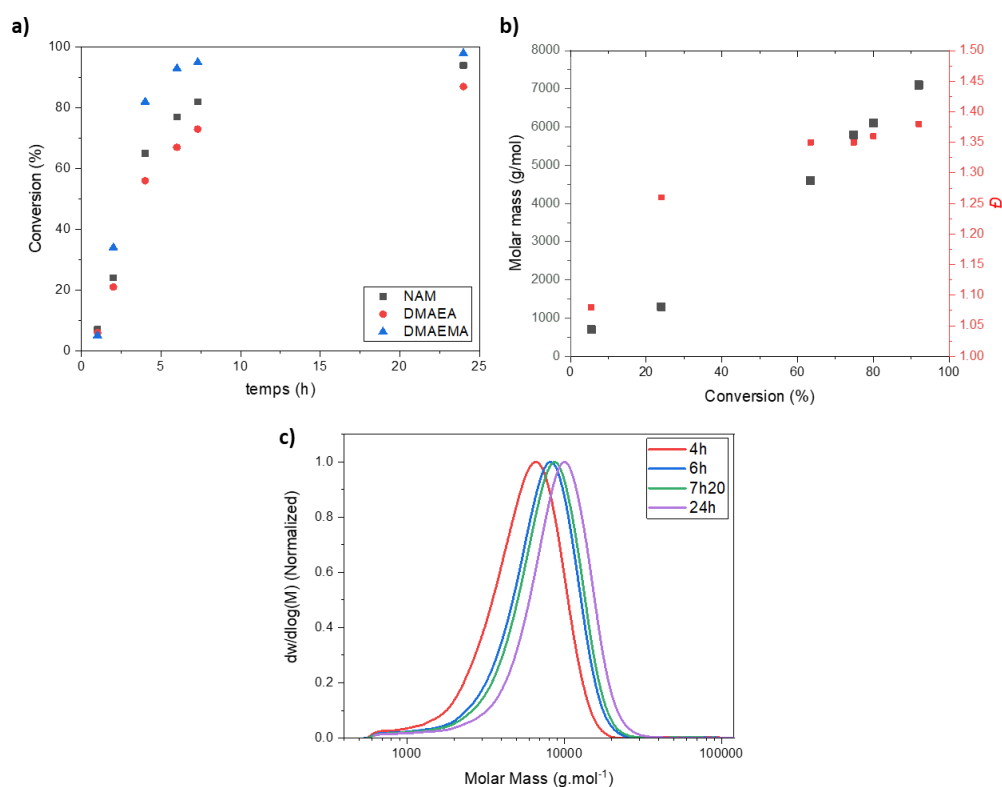 a)
100
80
60
40
20
0
Conversion (%)
0
5
10
15
20
25
temps (h)
NAM
DMAEA
DMAEMA
b)
8000
7000
6000
5000
4000
3000
2000
1000
0
Molar mass (g/mol)
0
20
40
60
80
100
Conversion (%)
1.50
1.45
1.40
1.35
1.30
1.25
1.20
1.15
1.10
1.05
1.00
Đ
c)
1.0
0.8
0.6
0.4
0.2
0.0
dw/dlog(M) (Normalized)
1000
10000
100000
Molar Mass (g.mol⁻¹)
4h
6h
7h20
24h